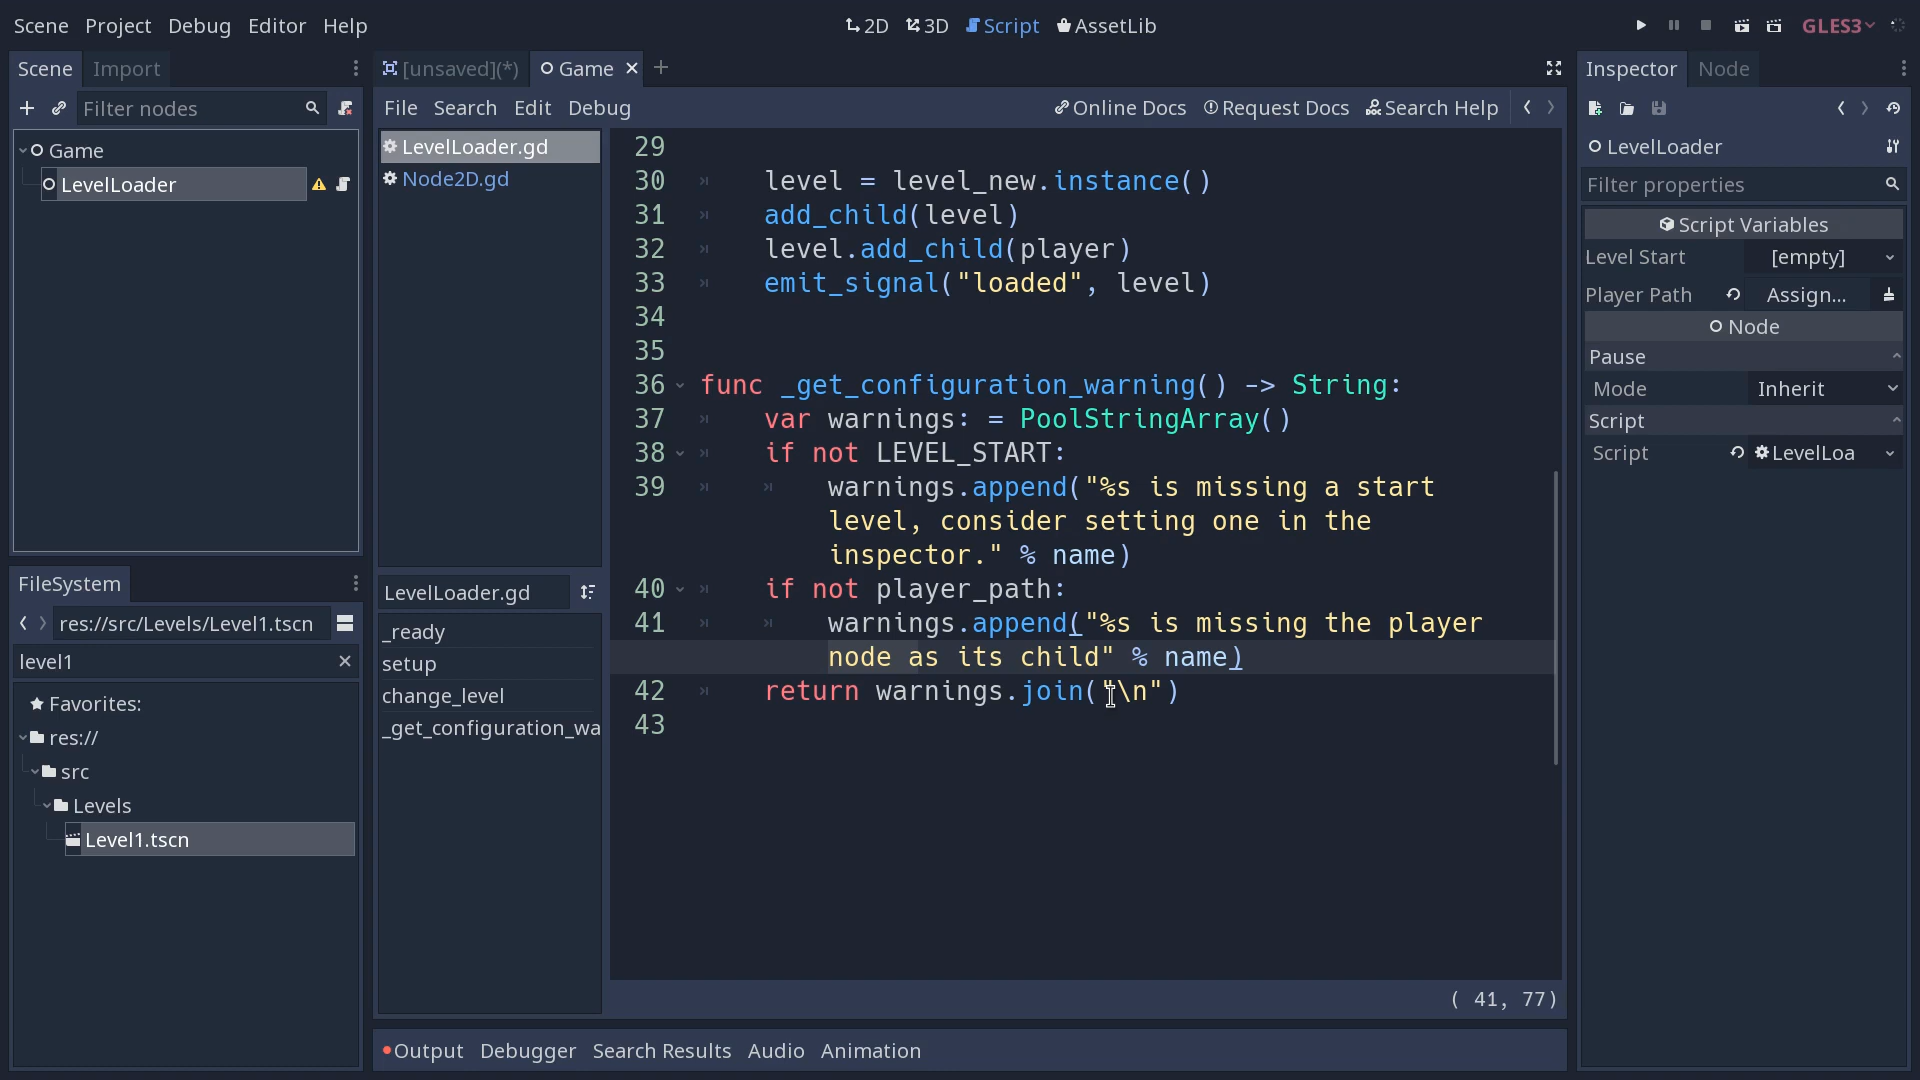 Scene Project Debug Editor Help
2D 3D Script AssetLib
GLES3
Scene Import
Filter nodes
Game
LevelLoader
FileSystem
res://src/Levels/Level1.tscn
level1
Favorites:
res://
src
Levels
Level1.tscn
[unsaved](*) Game
File Search Edit Debug
Online Docs Request Docs Search Help
LevelLoader.gd
Node2D.gd
LevelLoader.gd
_ready
setup
change_level
_get_configuration_wa
29
30 level = level_new.instance()
31 add_child(level)
32 level.add_child(player)
33 emit_signal("loaded", level)
34
35
36 func _get_configuration_warning() -> String:
37 var warnings: = PoolStringArray()
38 if not LEVEL_START:
39 warnings.append("%s is missing a start
level, consider setting one in the
inspector." % name)
40 if not player_path:
41 warnings.append("%s is missing the player
node as its child" % name)
42 return warnings.join("\n")
43
( 41, 77)
Output Debugger Search Results Audio Animation
Inspector Node
LevelLoader
Filter properties
Script Variables
Level Start [empty]
Player Path Assign...
Node
Pause
Mode Inherit
Script
Script LevelLoa